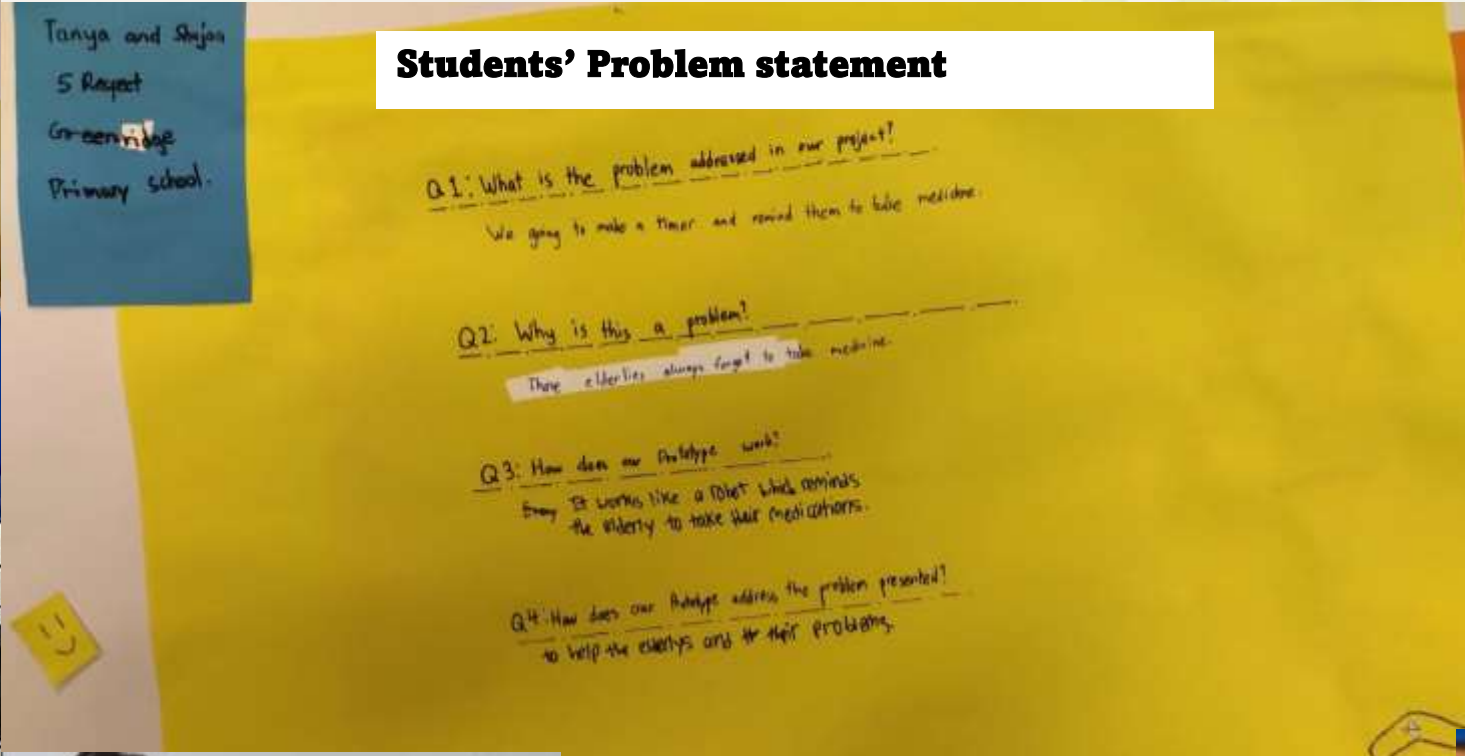 Tanya and Shujaa
5 Respect
Greenridge
Primary school.
Students' Problem statement
Q1: What is the problem addressed in our project?
We going to make a timer and remind them to take medicine.
Q2: Why is this a problem?
These elderlies always forget to take medicine.
Q3: How does our Prototype work?
It works like a robot which reminds
the elderly to take their medications.
Q4: How does our Prototype address the problem presented?
to help the elderlys and their problems.